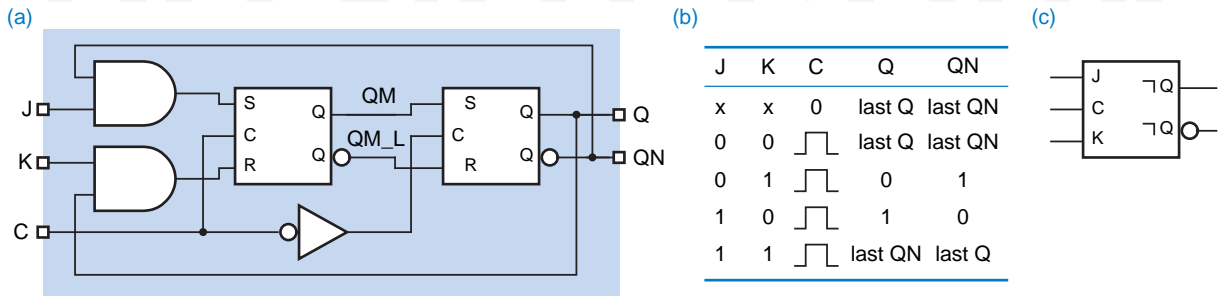 (a)
J
K
C
S
C
R
Q
Q
QM
QM_L
S
C
R
Q
Q
Q
QN
(b)
J K C Q QN
x x 0 last Q last QN
0 0 last Q last QN
0 1 0 1
1 0 1 0
1 1 last QN last Q
(c)
J
C
K
¬Q
¬Q